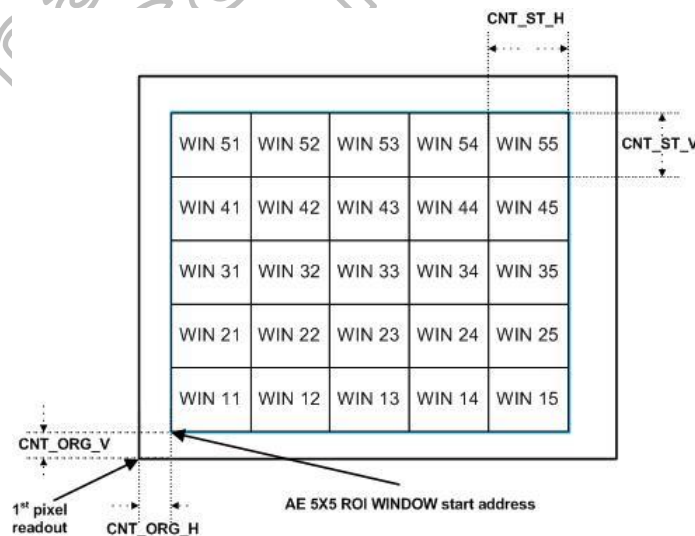 CNT_ST_H
WIN 51 WIN 52 WIN 53 WIN 54 WIN 55
CNT_ST_V
WIN 41 WIN 42 WIN 43 WIN 44 WIN 45
WIN 31 WIN 32 WIN 33 WIN 34 WIN 35
WIN 21 WIN 22 WIN 23 WIN 24 WIN 25
WIN 11 WIN 12 WIN 13 WIN 14 WIN 15
CNT_ORG_V
AE 5X5 ROI WINDOW start address
1st pixel
readout
CNT_ORG_H